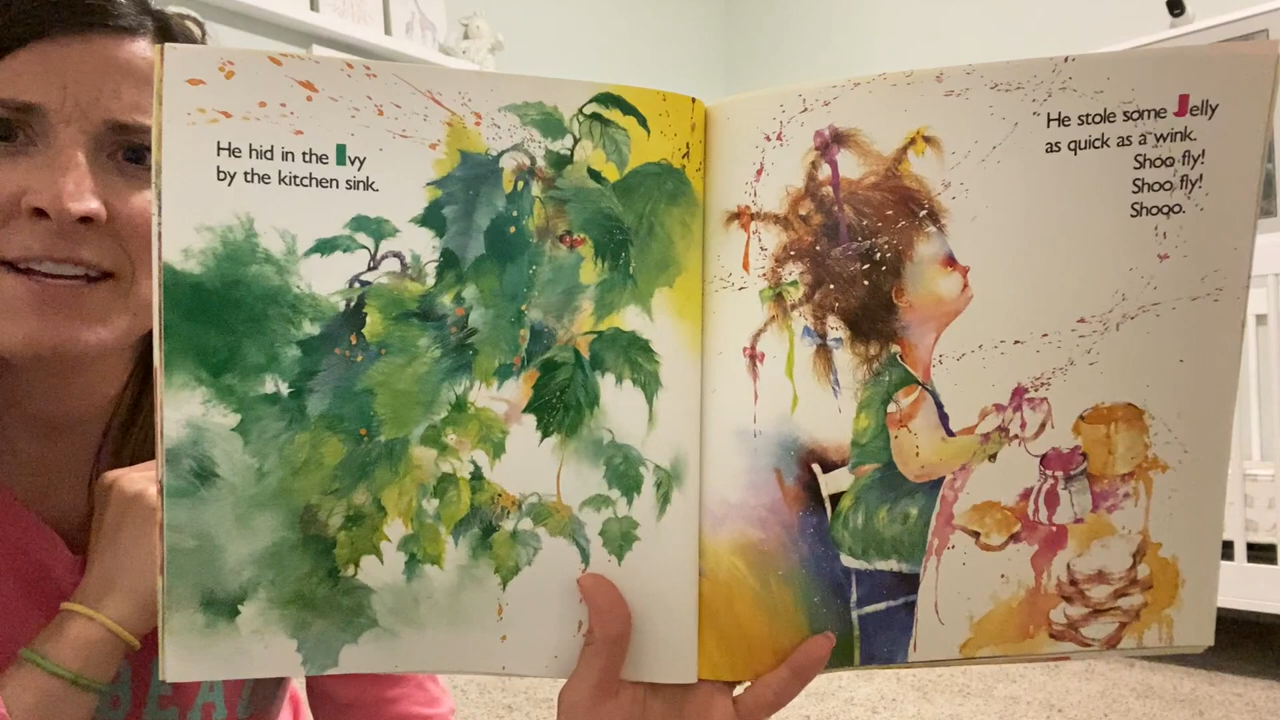 He hid in the Ivy
by the kitchen sink.
He stole some Jelly
as quick as a wink.
Shoo fly!
Shoo fly!
Shooo.